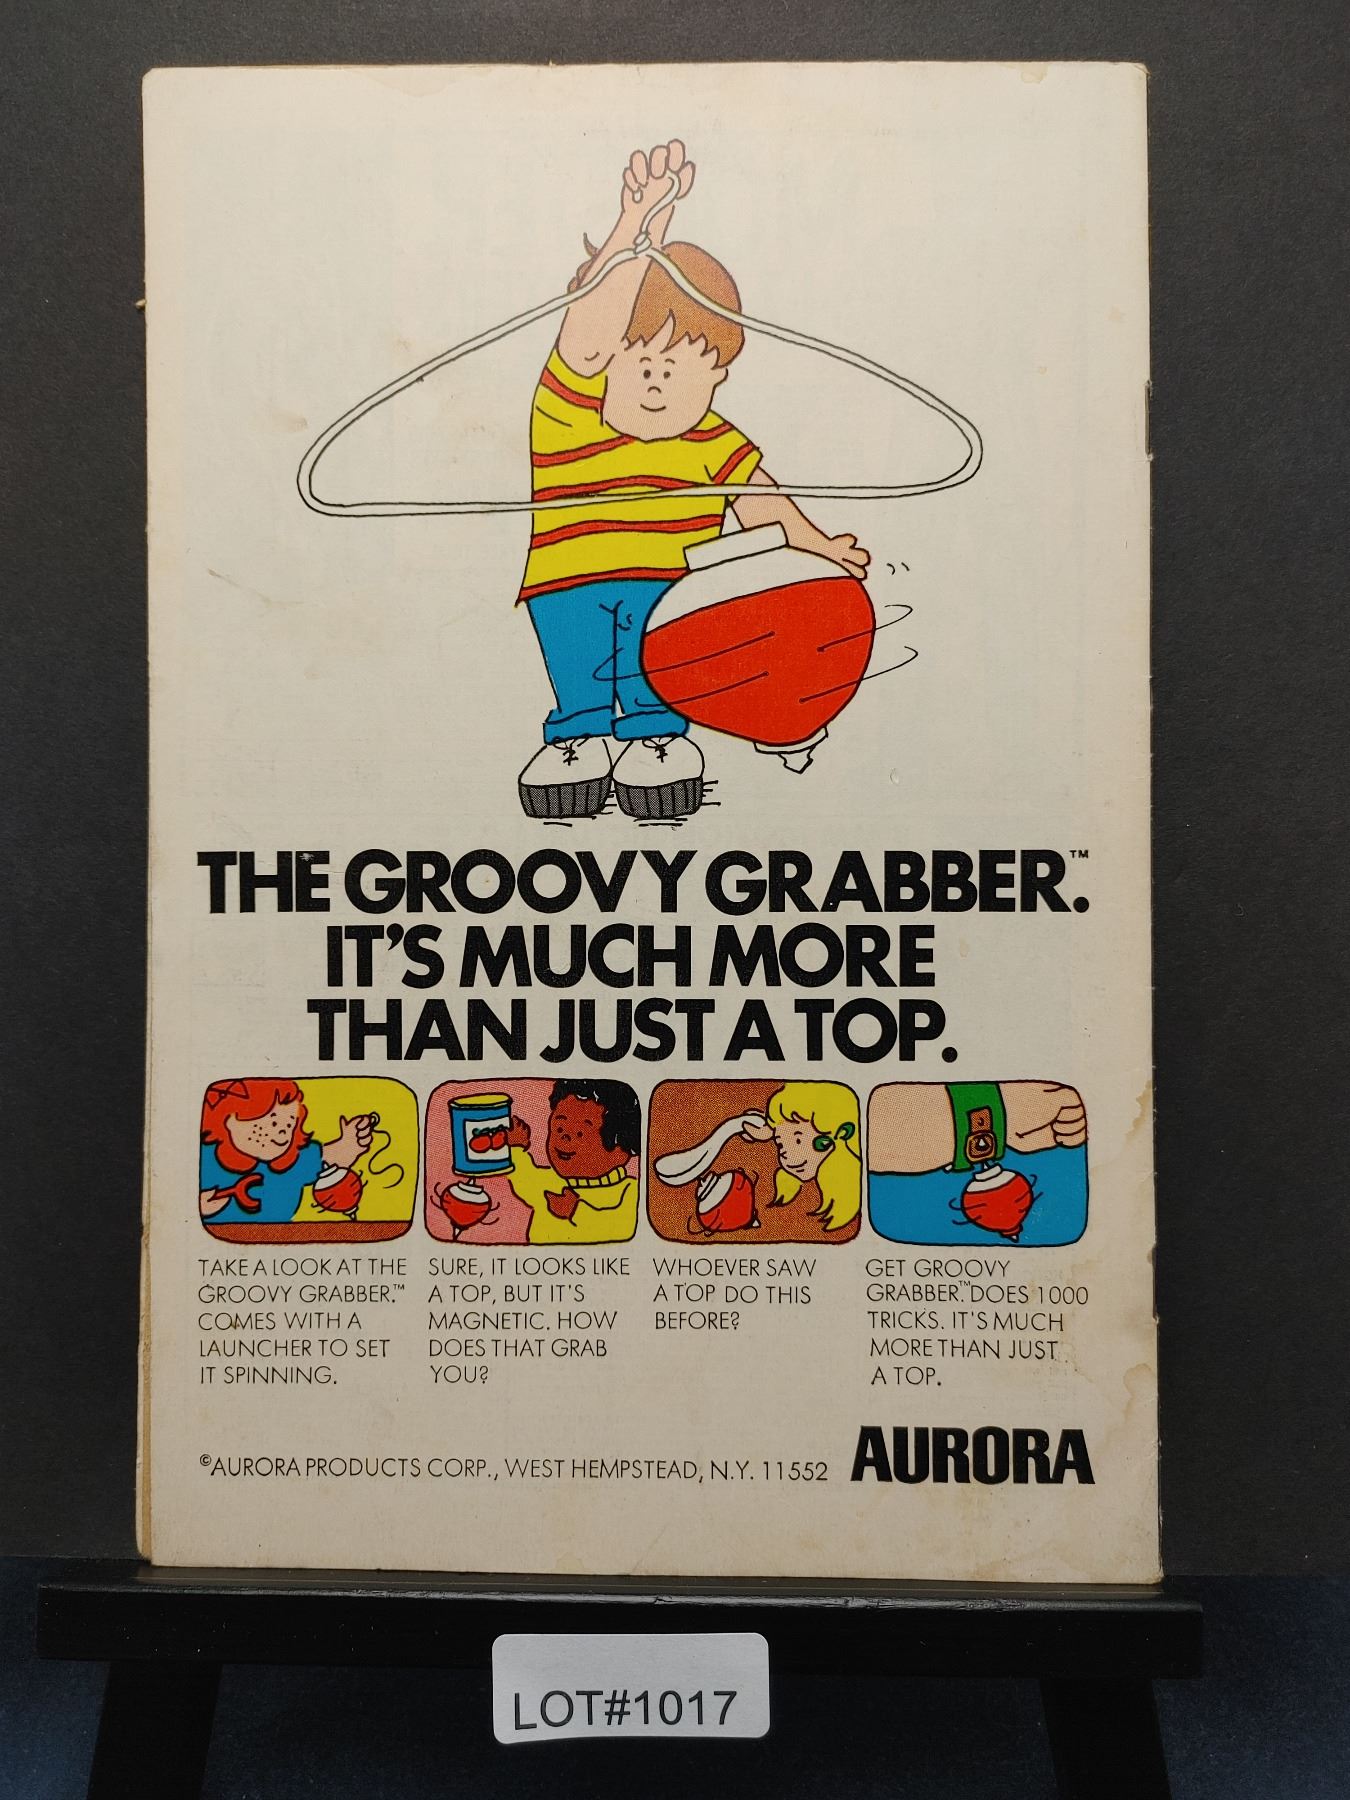 THE GROOVY GRABBER.™
IT'S MUCH MORE
THAN JUST A TOP.
TAKE A LOOK AT THE
GROOVY GRABBER.™
COMES WITH A
LAUNCHER TO SET
IT SPINNING.
SURE, IT LOOKS LIKE
A TOP, BUT IT'S
MAGNETIC. HOW
DOES THAT GRAB
YOU?
WHOEVER SAW
A TOP DO THIS
BEFORE?
GET GROOVY
GRABBER.™ DOES 1000
TRICKS. IT'S MUCH
MORE THAN JUST
A TOP.
©AURORA PRODUCTS CORP., WEST HEMPSTEAD, N.Y. 11552
AURORA
LOT#1017